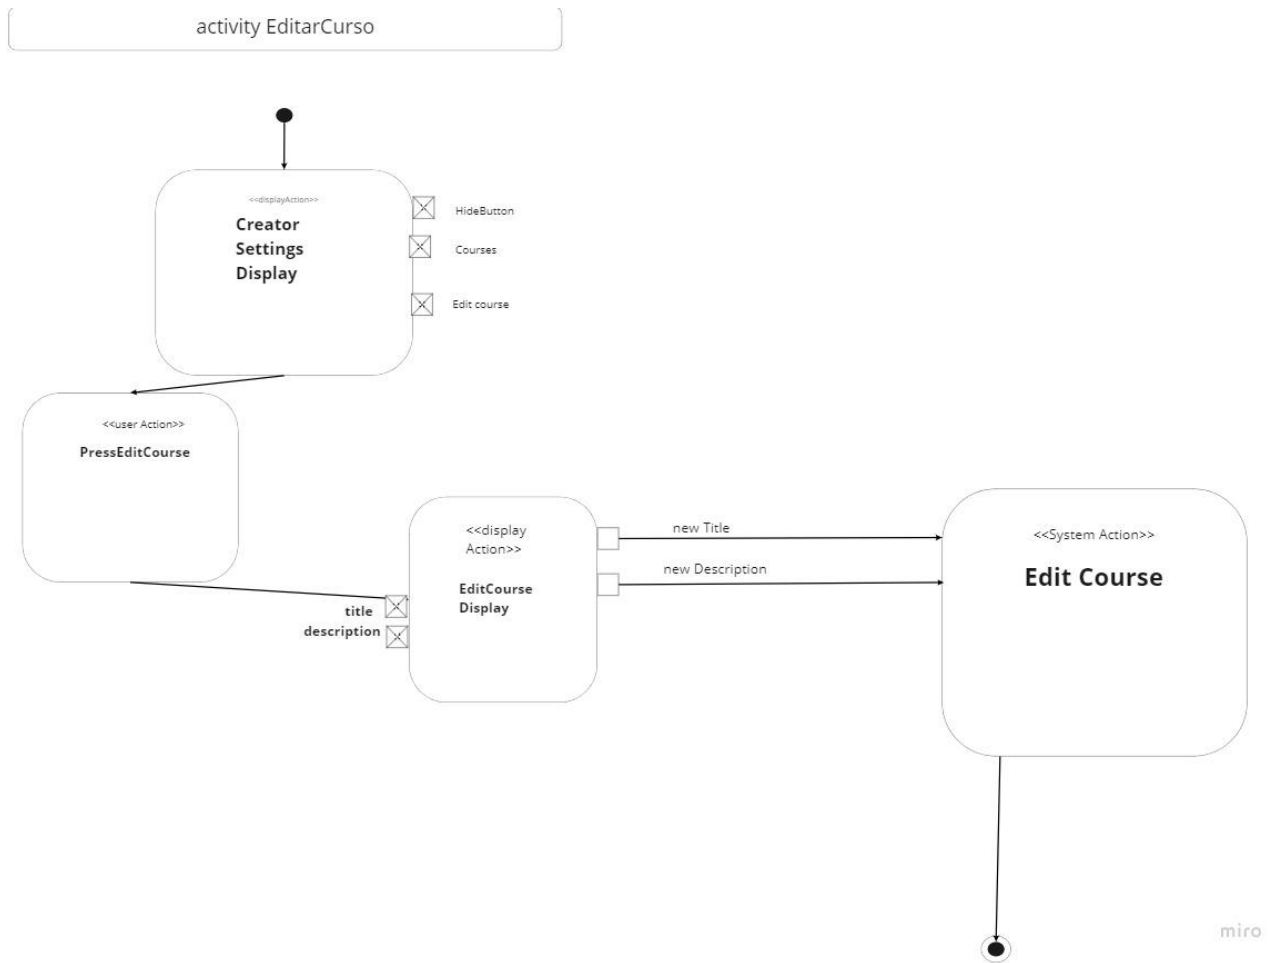 activity EditarCurso
<<displayAction>>
Creator
Settings
Display
HideButton
Courses
Edit course
<<user Action>>
PressEditCourse
title
description
<<display
Action>>
EditCourse
Display
new Title
new Description
<<System Action>>
Edit Course
miro